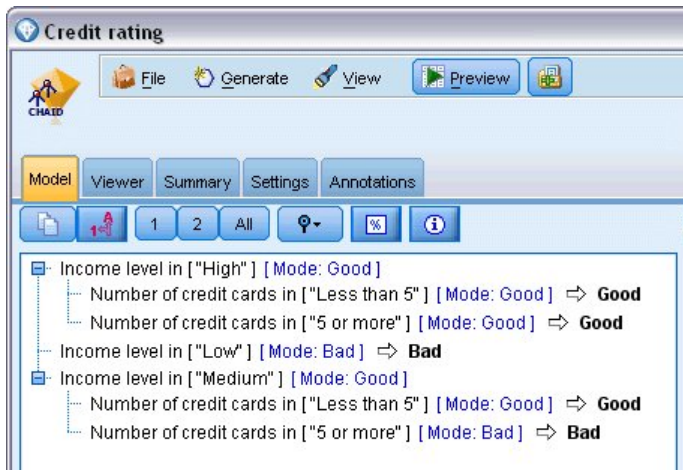 Credit rating
CHAID
File Generate View Preview
Model Viewer Summary Settings Annotations
A 1 1 2 All %  i
Income level in ["High"] [Mode: Good]
Number of credit cards in ["Less than 5"] [Mode: Good] ⇨ Good
Number of credit cards in ["5 or more"] [Mode: Good] ⇨ Good
Income level in ["Low"] [Mode: Bad] ⇨ Bad
Income level in ["Medium"] [Mode: Good]
Number of credit cards in ["Less than 5"] [Mode: Good] ⇨ Good
Number of credit cards in ["5 or more"] [Mode: Bad] ⇨ Bad